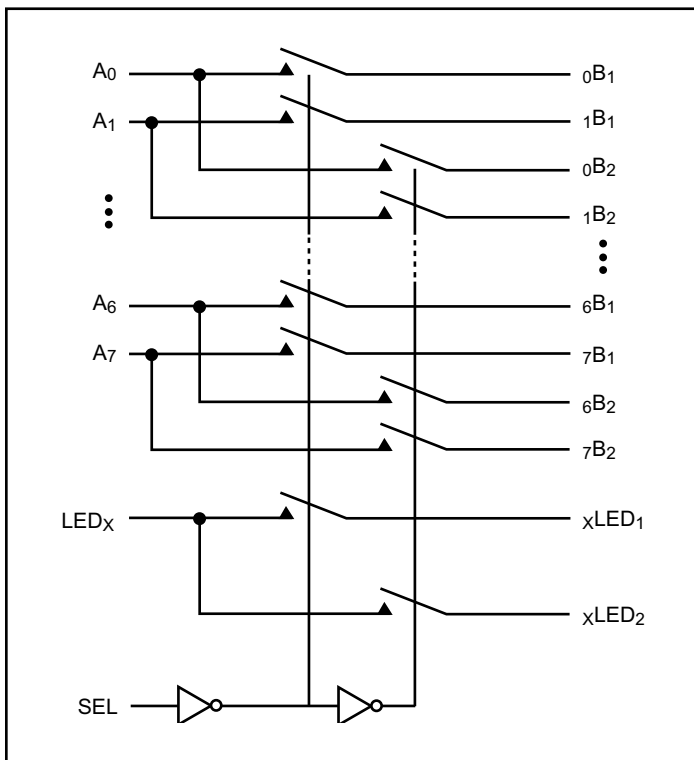 A0 0B1
A1 1B1
0B2
1B2
A6 6B1
A7 7B1
6B2
7B2
LEDX XLED1
XLED2
SEL